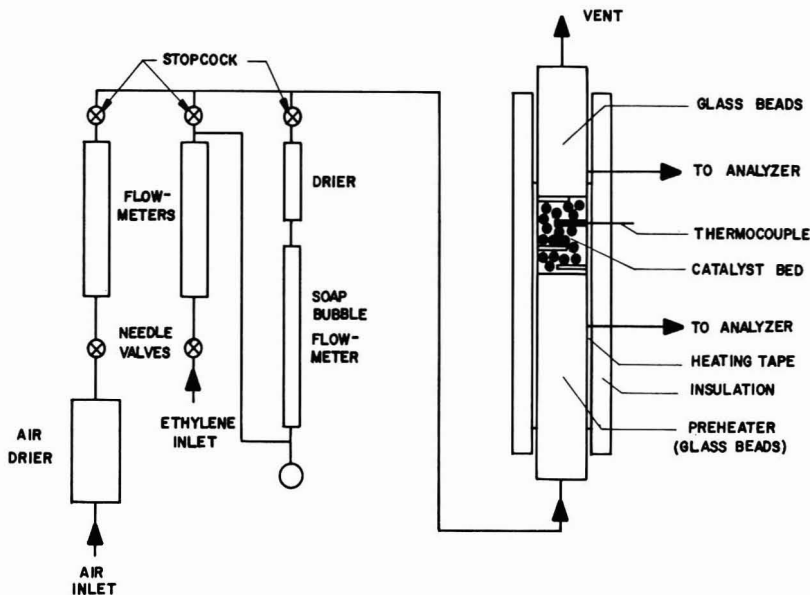 VENT
STOPCOCK
GLASS BEADS
TO ANALYZER
DRIER
FLOW-
METERS
THERMOCOUPLE
CATALYST BED
SOAP
BUBBLE
FLOW-
METER
NEEDLE
VALVES
TO ANALYZER
HEATING TAPE
INSULATION
ETHYLENE
INLET
PREHEATER
(GLASS BEADS)
AIR
DRIER
AIR
INLET